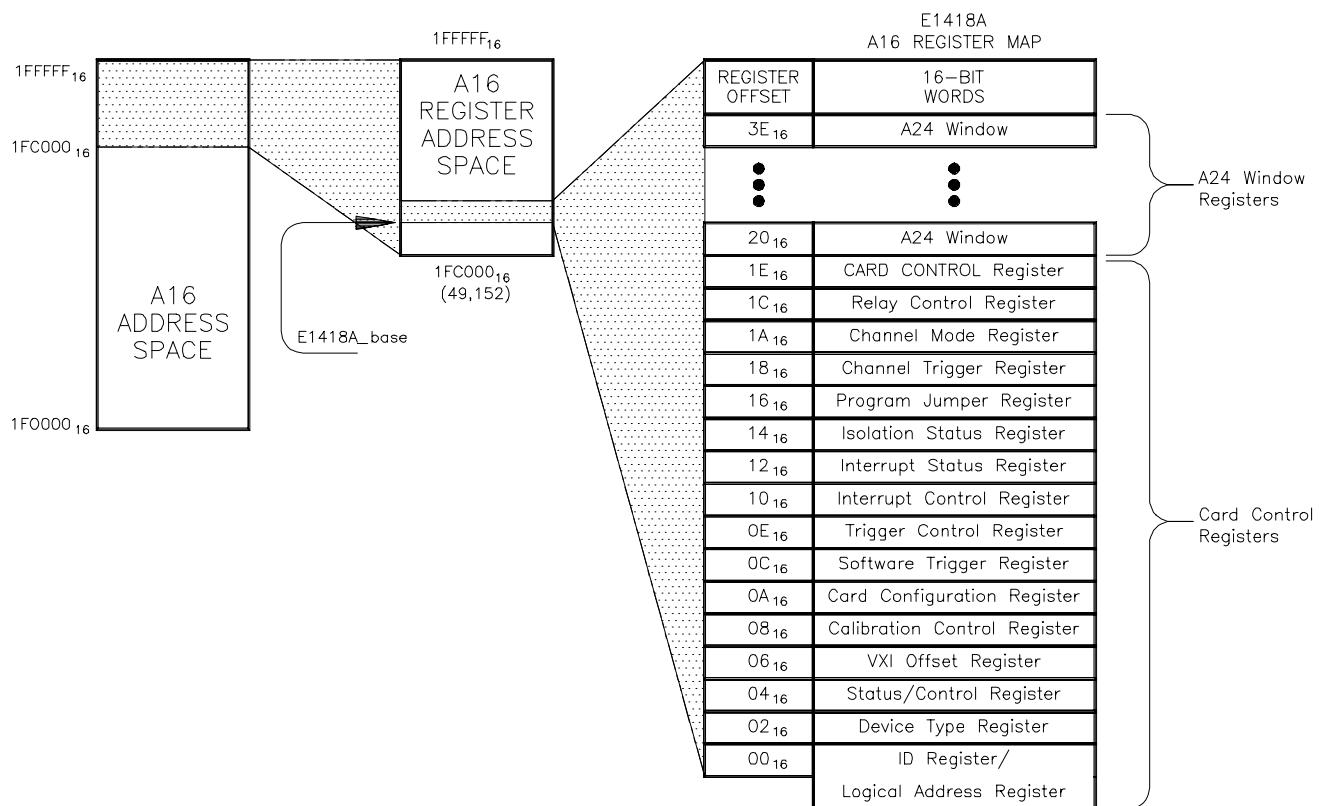 E1418A
A16 REGISTER MAP
1FFFFF16
1FFFFF16
1FC000 16
A16
ADDRESS
SPACE
1F0000 16
A16
REGISTER
ADDRESS
SPACE
1FC00016
(49,152)
E1418A_base
REGISTER
OFFSET
16-BIT
WORDS
3E16 A24 Window
2016 A24 Window
1E16 CARD CONTROL Register
1C16 Relay Control Register
1A16 Channel Mode Register
1816 Channel Trigger Register
1616 Program Jumper Register
1416 Isolation Status Register
1216 Interrupt Status Register
1016 Interrupt Control Register
0E16 Trigger Control Register
0C16 Software Trigger Register
0A16 Card Configuration Register
0816 Calibration Control Register
0616 VXI Offset Register
0416 Status/Control Register
0216 Device Type Register
0016 ID Register/
Logical Address Register
A24 Window
Registers
Card Control
Registers